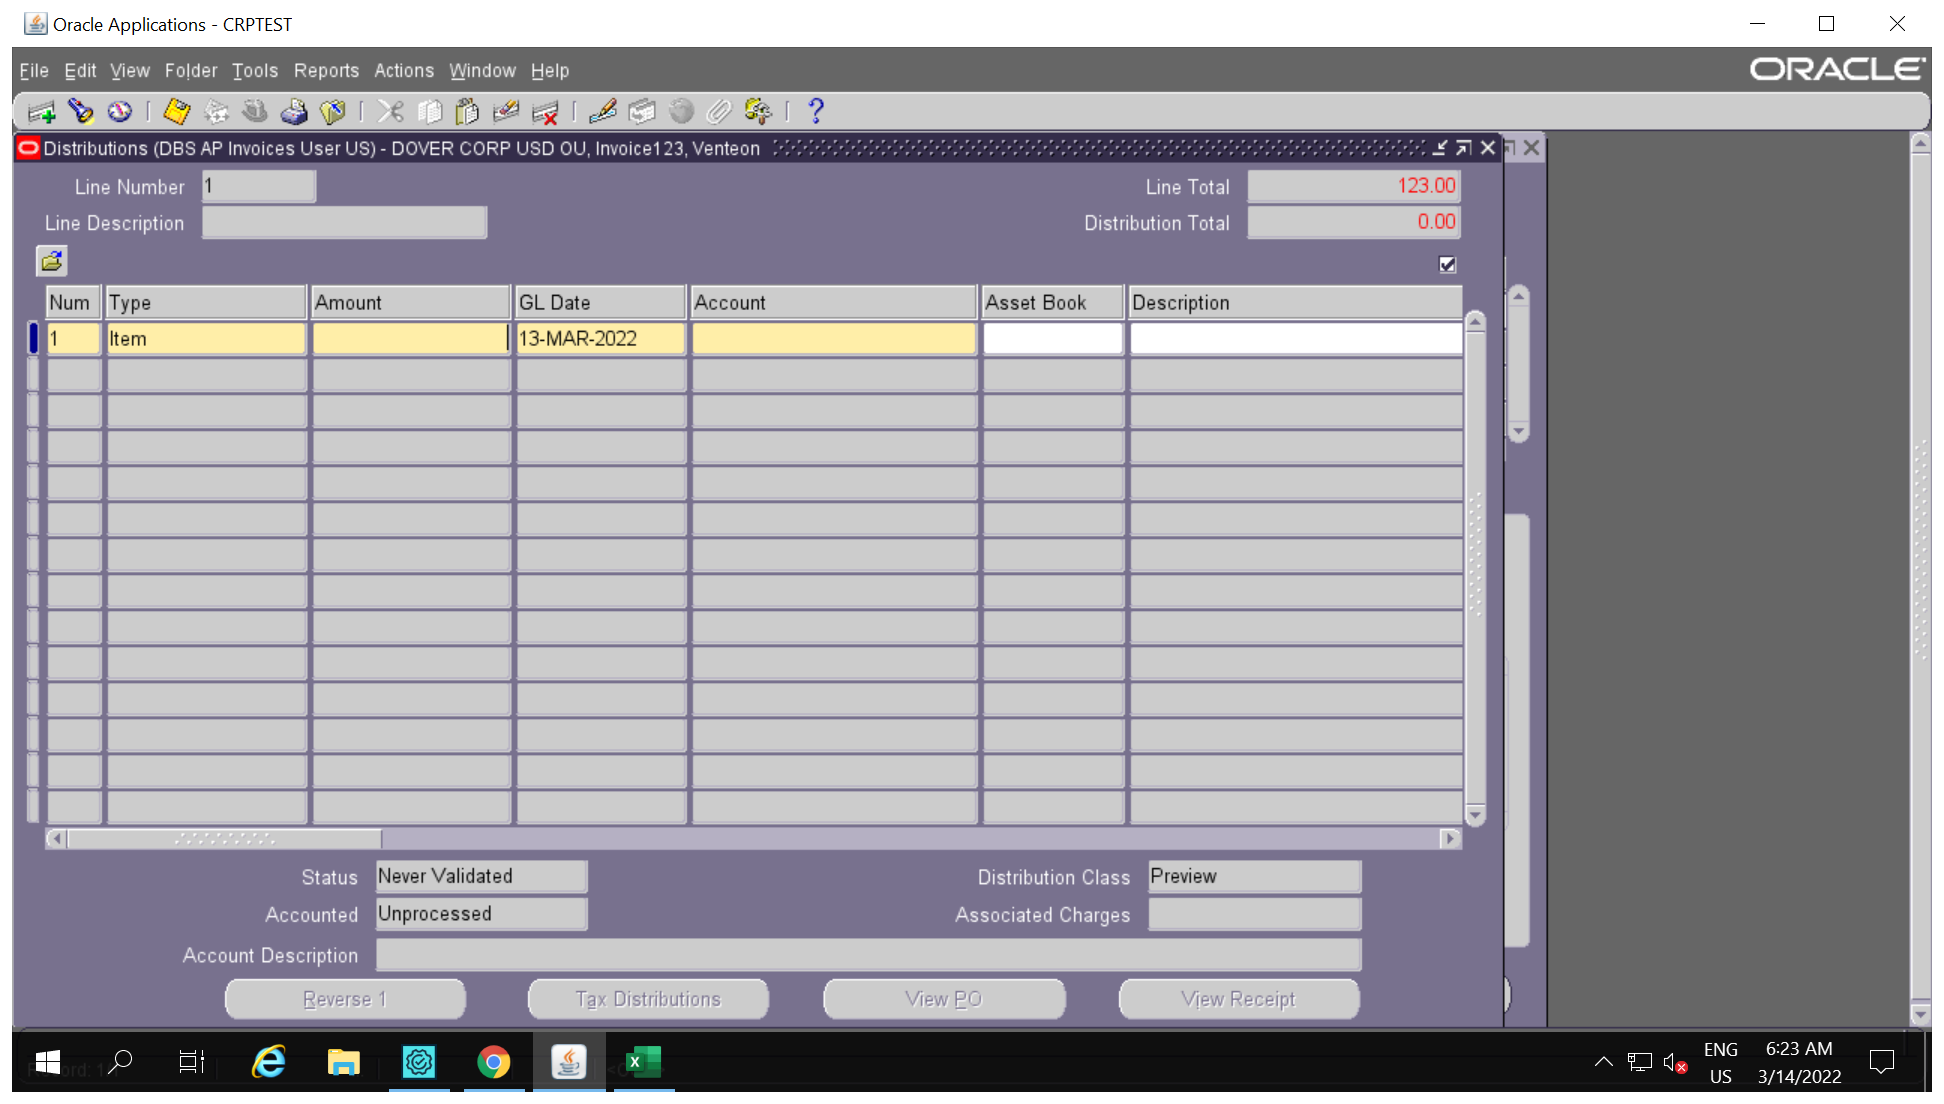 Oracle Applications - CRPTEST
File Edit View Folder Tools Reports Actions Window Help
ORACLE
Distributions (DBS AP Invoices User US) - DOVER CORP USD OU, Invoice123, Venteon
Line Number 1 Line Total 123.00
Line Description Distribution Total 0.00
Num Type Amount GL Date Account Asset Book Description
1 Item 13-MAR-2022
Status Never Validated Distribution Class Preview
Accounted Unprocessed Associated Charges
Account Description
Reverse 1 Tax Distributions View PO View Receipt
ENG 6:23 AM
US 3/14/2022